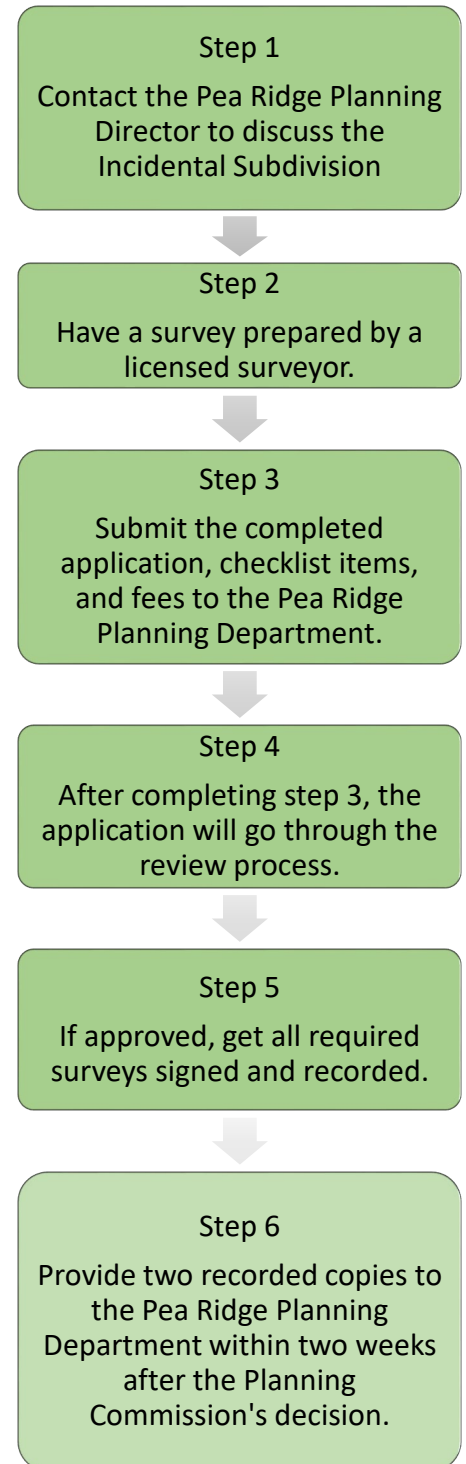 Step 1
Contact the Pea Ridge Planning
Director to discuss the
Incidental Subdivision
Step 2
Have a survey prepared by a
licensed surveyor.
Step 3
Submit the completed
application, checklist items,
and fees to the Pea Ridge
Planning Department.
Step 4
After completing step 3, the
application will go through the
review process.
Step 5
If approved, get all required
surveys signed and recorded.
Step 6
Provide two recorded copies to
the Pea Ridge Planning
Department within two weeks
after the Planning
Commission's decision.